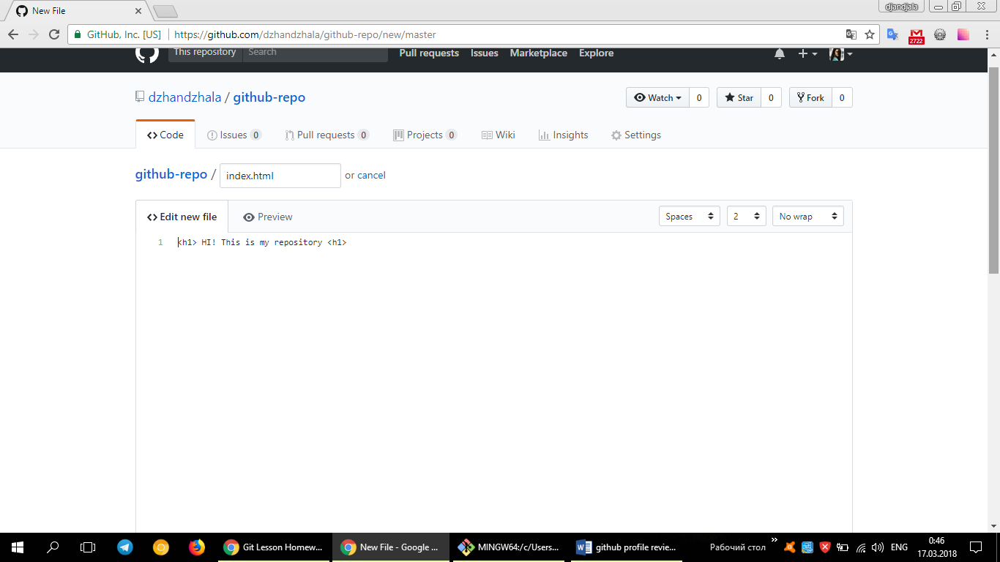 New File
djandjala
GitHub, Inc. [US] https://github.com/dzhandzhala/github-repo/new/master
2722
This repository Search Pull requests Issues Marketplace Explore
dzhandzhala / github-repo
Watch 0 Star 0 Fork 0
Code Issues 0 Pull requests 0 Projects 0 Wiki Insights Settings
github-repo / index.html or cancel
Edit new file Preview Spaces 2 No wrap
1 <h1> HI! This is my repository <h1>
Git Lesson Homew... New File - Google ... MINGW64:/c/Users... github profile revie... Рабочий стол » ENG 0:46
17.03.2018